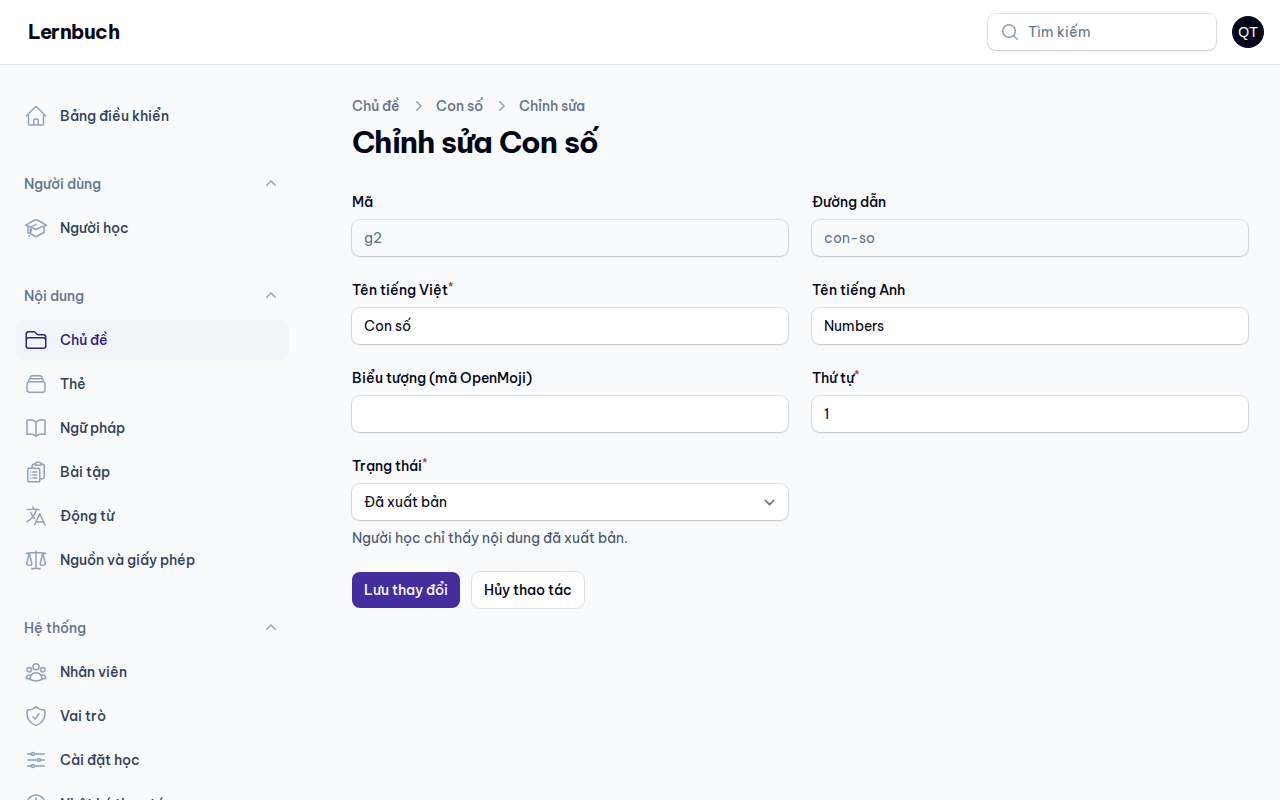 Lernbuch
Tìm kiếm
QT
Bảng điều khiển
Người dùng
Người học
Nội dung
Chủ đề
Thẻ
Ngữ pháp
Bài tập
Động từ
Nguồn và giấy phép
Hệ thống
Nhân viên
Vai trò
Cài đặt học
Chủ đề > Con số > Chỉnh sửa
Chỉnh sửa Con số
Mã
g2
Đường dẫn
con-so
Tên tiếng Việt*
Con số
Tên tiếng Anh
Numbers
Biểu tượng (mã OpenMoji)
Thứ tự*
1
Trạng thái*
Đã xuất bản
Người học chỉ thấy nội dung đã xuất bản.
Lưu thay đổi
Hủy thao tác